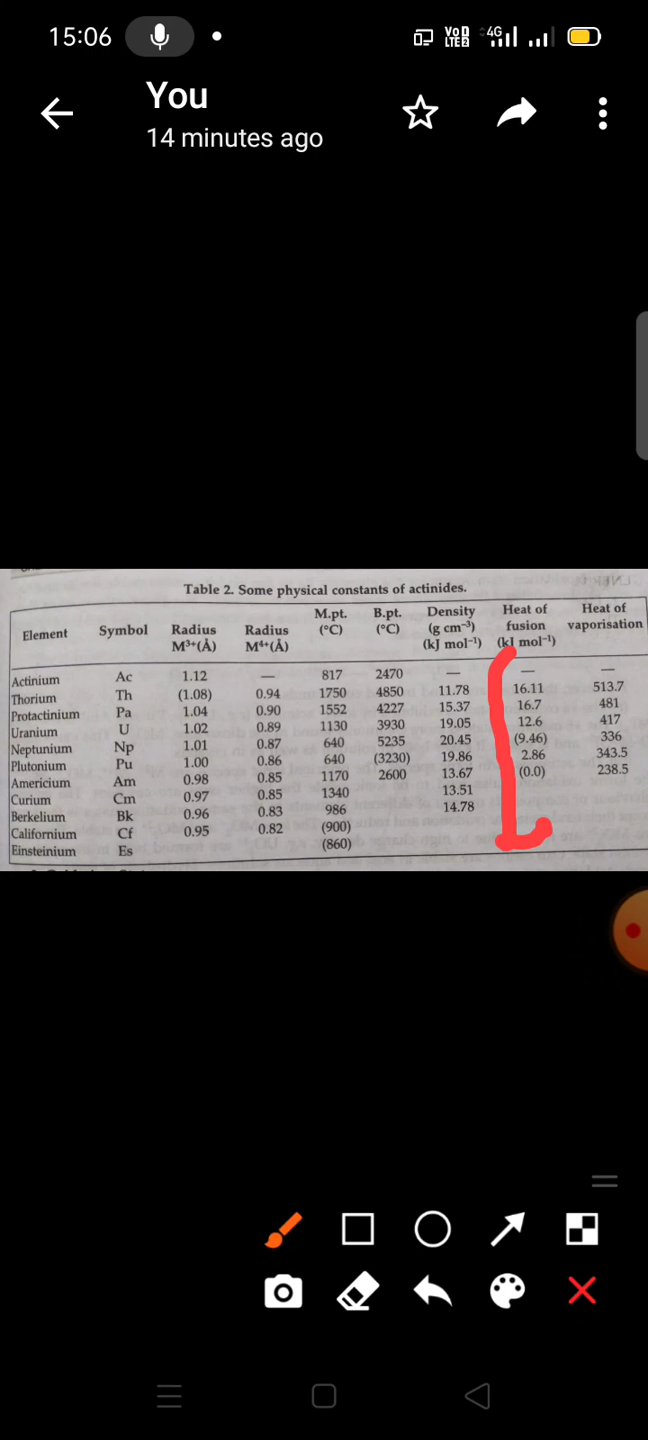 15:06
VoD
LTE2
4G
You
14 minutes ago
Table 2. Some physical constants of actinides.
Element Symbol Radius M³⁺(Å) Radius M⁴⁺(Å) M.pt. (°C) B.pt. (°C) Density (g cm⁻³) (kJ mol⁻¹) Heat of fusion (kJ mol⁻¹) Heat of vaporisation
Actinium Ac 1.12 — 817 2470 — — —
Thorium Th (1.08) 0.94 1750 4850 11.78 16.11 513.7
Protactinium Pa 1.04 0.90 1552 4227 15.37 16.7 481
Uranium U 1.02 0.89 1130 3930 19.05 12.6 417
Neptunium Np 1.01 0.87 640 5235 20.45 (9.46) 336
Plutonium Pu 1.00 0.86 640 (3230) 19.86 2.86 343.5
Americium Am 0.98 0.85 1170 2600 13.67 (0.0) 238.5
Curium Cm 0.97 0.85 1340 13.51
Berkelium Bk 0.96 0.83 986 14.78
Californium Cf 0.95 0.82 (900)
Einsteinium Es (860)